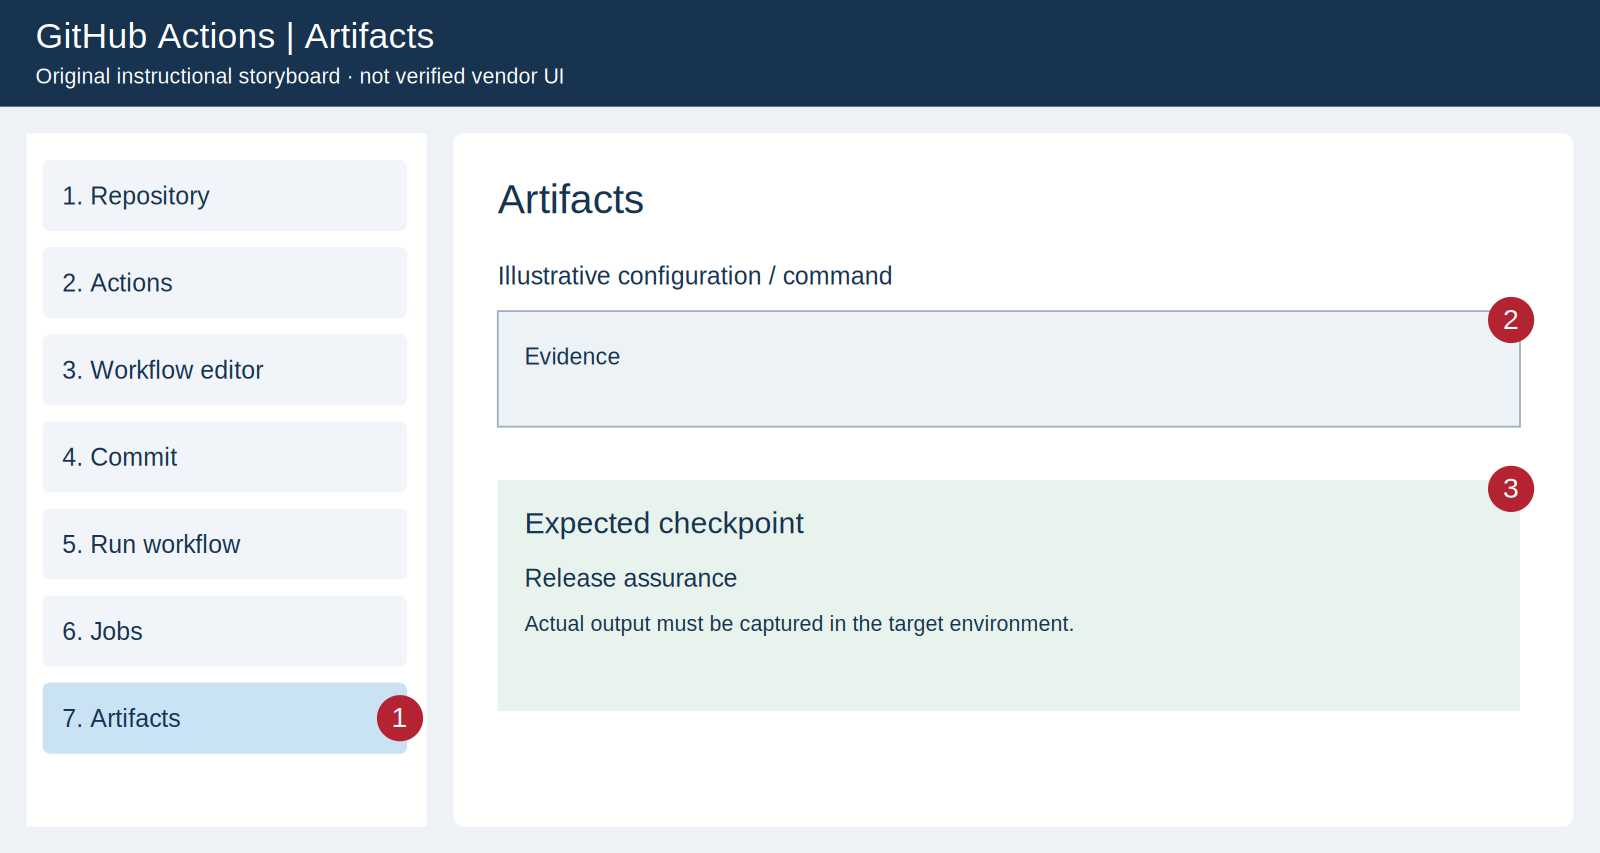 GitHub Actions | Artifacts
Original instructional storyboard · not verified vendor UI
1. Repository
2. Actions
3. Workflow editor
4. Commit
5. Run workflow
6. Jobs
7. Artifacts
1
Artifacts
Illustrative configuration / command
2
Evidence
3
Expected checkpoint
Release assurance
Actual output must be captured in the target environment.